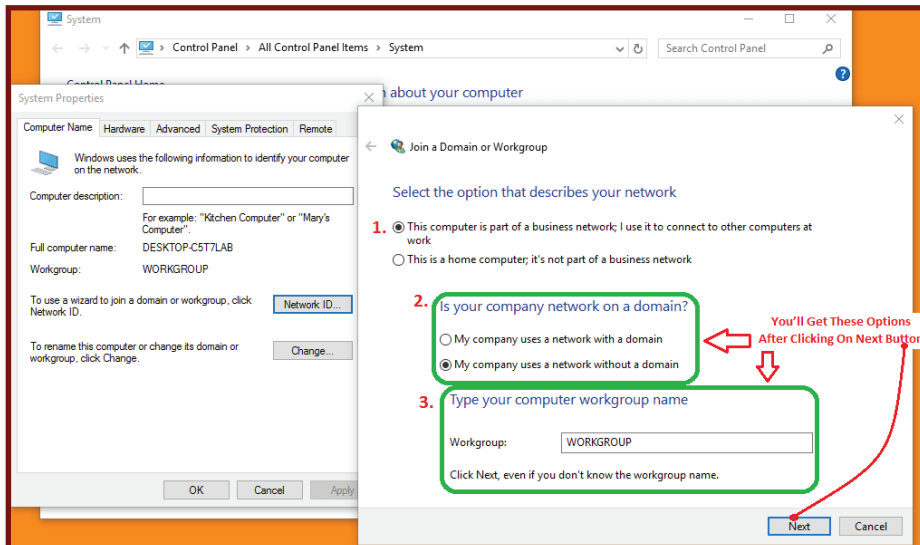 System
Control Panel > All Control Panel Items > System
Search Control Panel
Control Panel Home
about your computer
System Properties
Computer Name Hardware Advanced System Protection Remote
Windows uses the following information to identify your computer
on the network.
Computer description:
For example: "Kitchen Computer" or "Mary's
Computer".
Full computer name: DESKTOP-C5T7LAB
Workgroup: WORKGROUP
To use a wizard to join a domain or workgroup, click
Network ID.
Network ID...
To rename this computer or change its domain or
workgroup, click Change.
Change...
OK Cancel Apply
Join a Domain or Workgroup
Select the option that describes your network
1. This computer is part of a business network; I use it to connect to other computers at
work
This is a home computer; it's not part of a business network
2. Is your company network on a domain?
My company uses a network with a domain
My company uses a network without a domain
You'll Get These Options
After Clicking On Next Button
3. Type your computer workgroup name
Workgroup: WORKGROUP
Click Next, even if you don't know the workgroup name.
Next Cancel